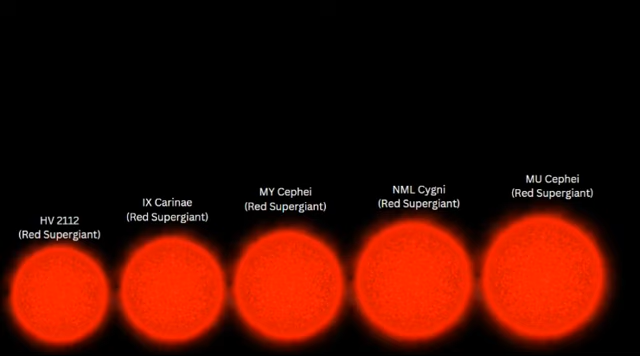 HV 2112
(Red Supergiant)
IX Carinae
(Red Supergiant)
MY Cephei
(Red Supergiant)
NML Cygni
(Red Supergiant)
MU Cephei
(Red Supergiant)